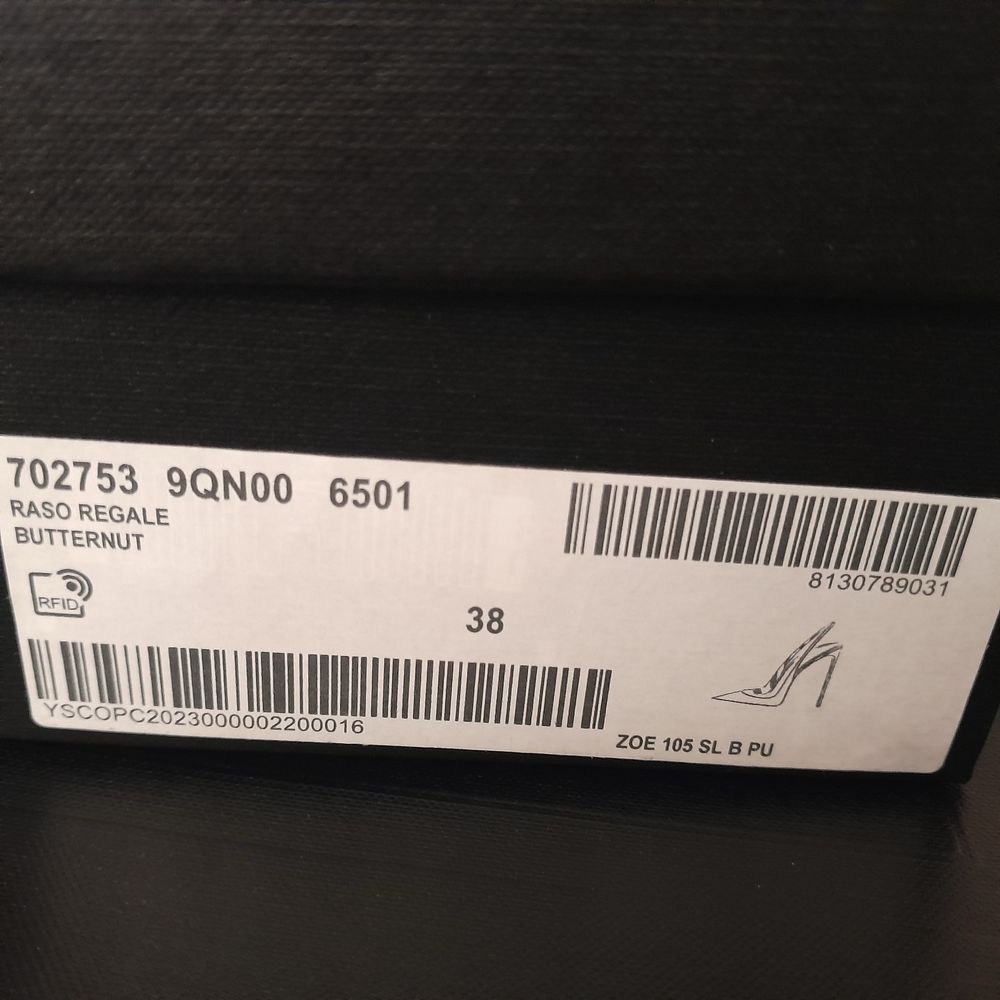 702753 9QN00 6501
RASO REGALE
BUTTERNUT
8130789031
RFID
38
YSCOPC2023000002200016
ZOE 105 SL B PU